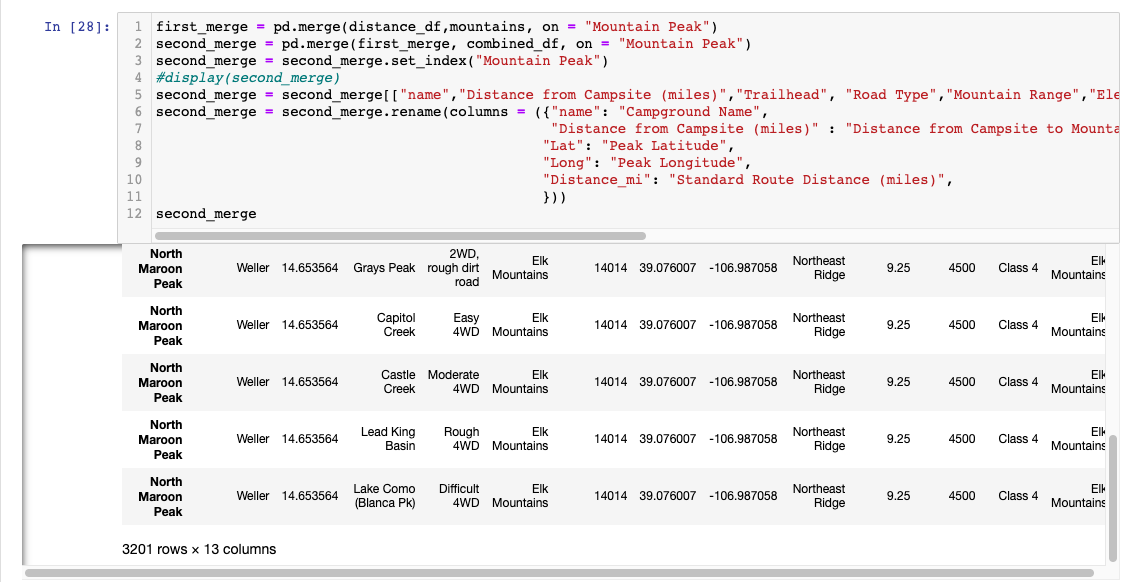 In [28]:
1 first_merge = pd.merge(distance_df,mountains, on = "Mountain Peak")
2 second_merge = pd.merge(first_merge, combined_df, on = "Mountain Peak")
3 second_merge = second_merge.set_index("Mountain Peak")
4 #display(second_merge)
5 second_merge = second_merge[["name","Distance from Campsite (miles)","Trailhead", "Road Type","Mountain Range","Ele
6 second_merge = second_merge.rename(columns = ({"name": "Campground Name",
7 "Distance from Campsite (miles)" : "Distance from Campsite to Mounta
8 "Lat": "Peak Latitude",
9 "Long": "Peak Longitude",
10 "Distance_mi": "Standard Route Distance (miles)",
11 }))
12 second_merge
North Maroon Peak Weller 14.653564 Grays Peak 2WD, rough dirt road Elk Mountains 14014 39.076007 -106.987058 Northeast Ridge 9.25 4500 Class 4 Elk Mountains
North Maroon Peak Weller 14.653564 Capitol Creek Easy 4WD Elk Mountains 14014 39.076007 -106.987058 Northeast Ridge 9.25 4500 Class 4 Elk Mountains
North Maroon Peak Weller 14.653564 Castle Creek Moderate 4WD Elk Mountains 14014 39.076007 -106.987058 Northeast Ridge 9.25 4500 Class 4 Elk Mountains
North Maroon Peak Weller 14.653564 Lead King Basin Rough 4WD Elk Mountains 14014 39.076007 -106.987058 Northeast Ridge 9.25 4500 Class 4 Elk Mountains
North Maroon Peak Weller 14.653564 Lake Como (Blanca Pk) Difficult 4WD Elk Mountains 14014 39.076007 -106.987058 Northeast Ridge 9.25 4500 Class 4 Elk Mountains
3201 rows × 13 columns